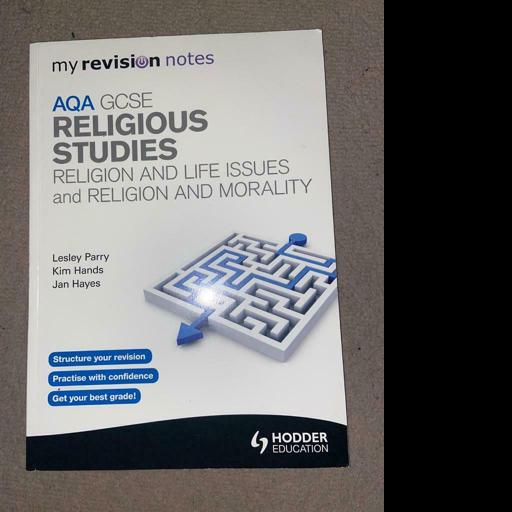 my revision notes
AQA GCSE
RELIGIOUS
STUDIES
RELIGION AND LIFE ISSUES
and RELIGION AND MORALITY
Lesley Parry
Kim Hands
Jan Hayes
Structure your revision
Practise with confidence
Get your best grade!
HODDER
EDUCATION